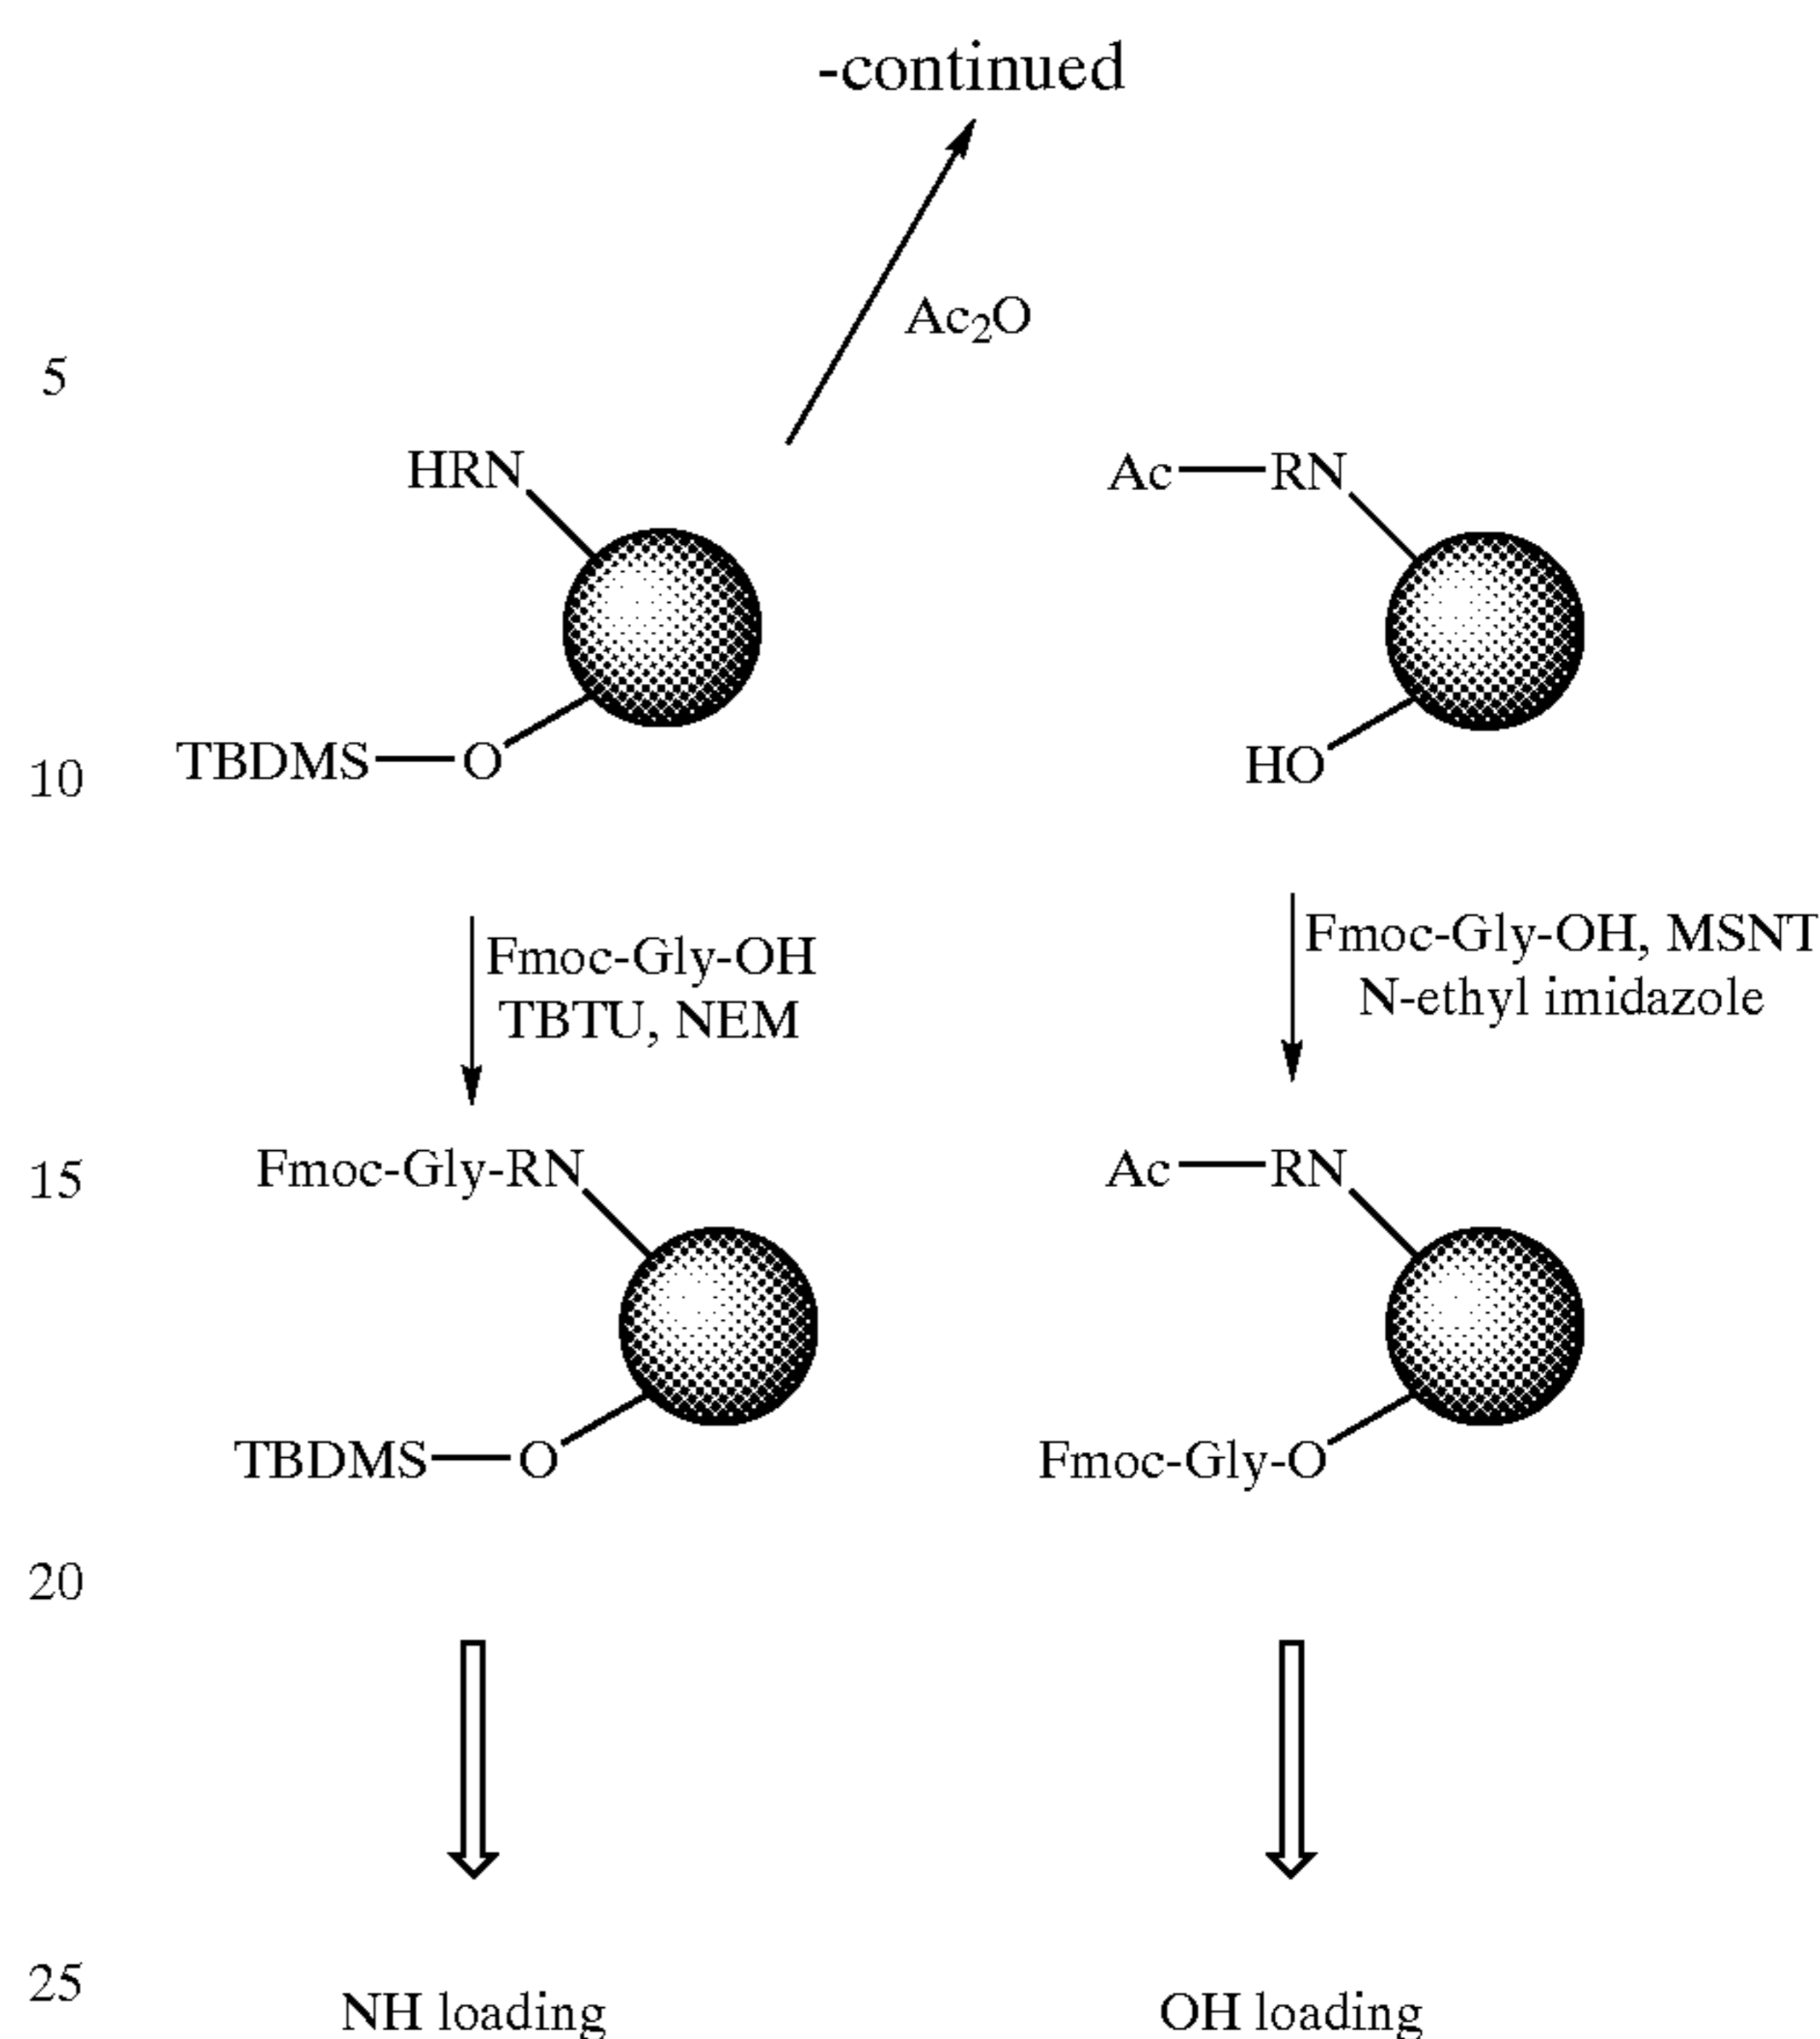 -continued
Ac2O
5
HRN
Ac—RN
TBDMS—O
HO
10
Fmoc-Gly-OH
TBTU, NEM
Fmoc-Gly-OH, MSNT
N-ethyl imidazole
15
Fmoc-Gly-RN
Ac—RN
TBDMS—O
Fmoc-Gly-O
20
25
NH loading
OH loading